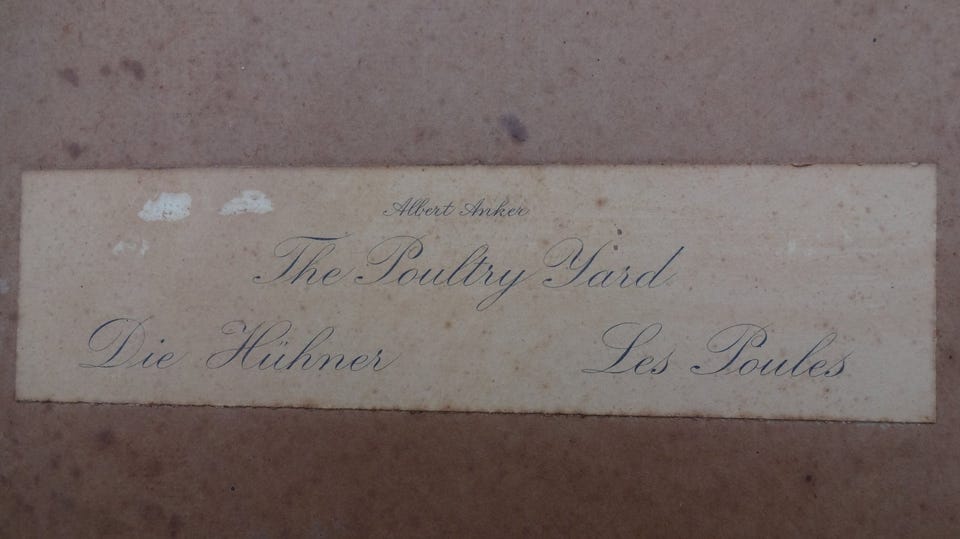 Albert Anker
The Poultry Yard
Die Hühner Les Poules